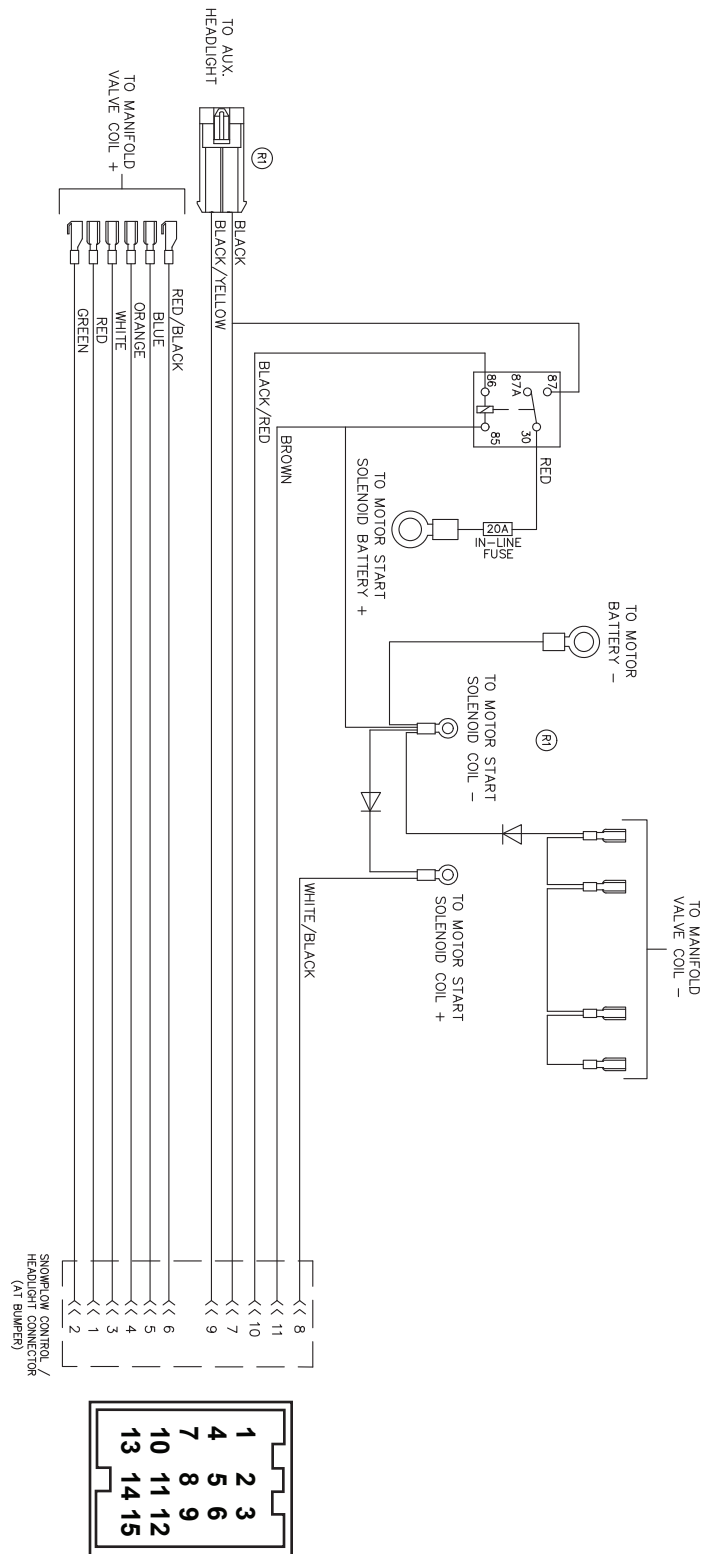 TO AUX.
HEADLIGHT
R1
BLACK
BLACK/YELLOW
TO MANIFOLD
VALVE COIL +
RED/BLACK
BLUE
ORANGE
WHITE
RED
GREEN
87
87A
86
30
85
RED
20A
IN-LINE
FUSE
BLACK/RED
BROWN
TO MOTOR START
SOLENOID BATTERY +
TO MOTOR
BATTERY -
TO MOTOR START
SOLENOID COIL -
R1
TO MOTOR START
SOLENOID COIL +
WHITE/BLACK
TO MANIFOLD
VALVE COIL -
8
11
10
7
9
6
5
4
3
1
2
SNOWPLOW CONTROL /
HEADLIGHT CONNECTOR
(AT BUMPER)
1 2 3
4 5 6
7 8 9
10 11 12
13 14 15